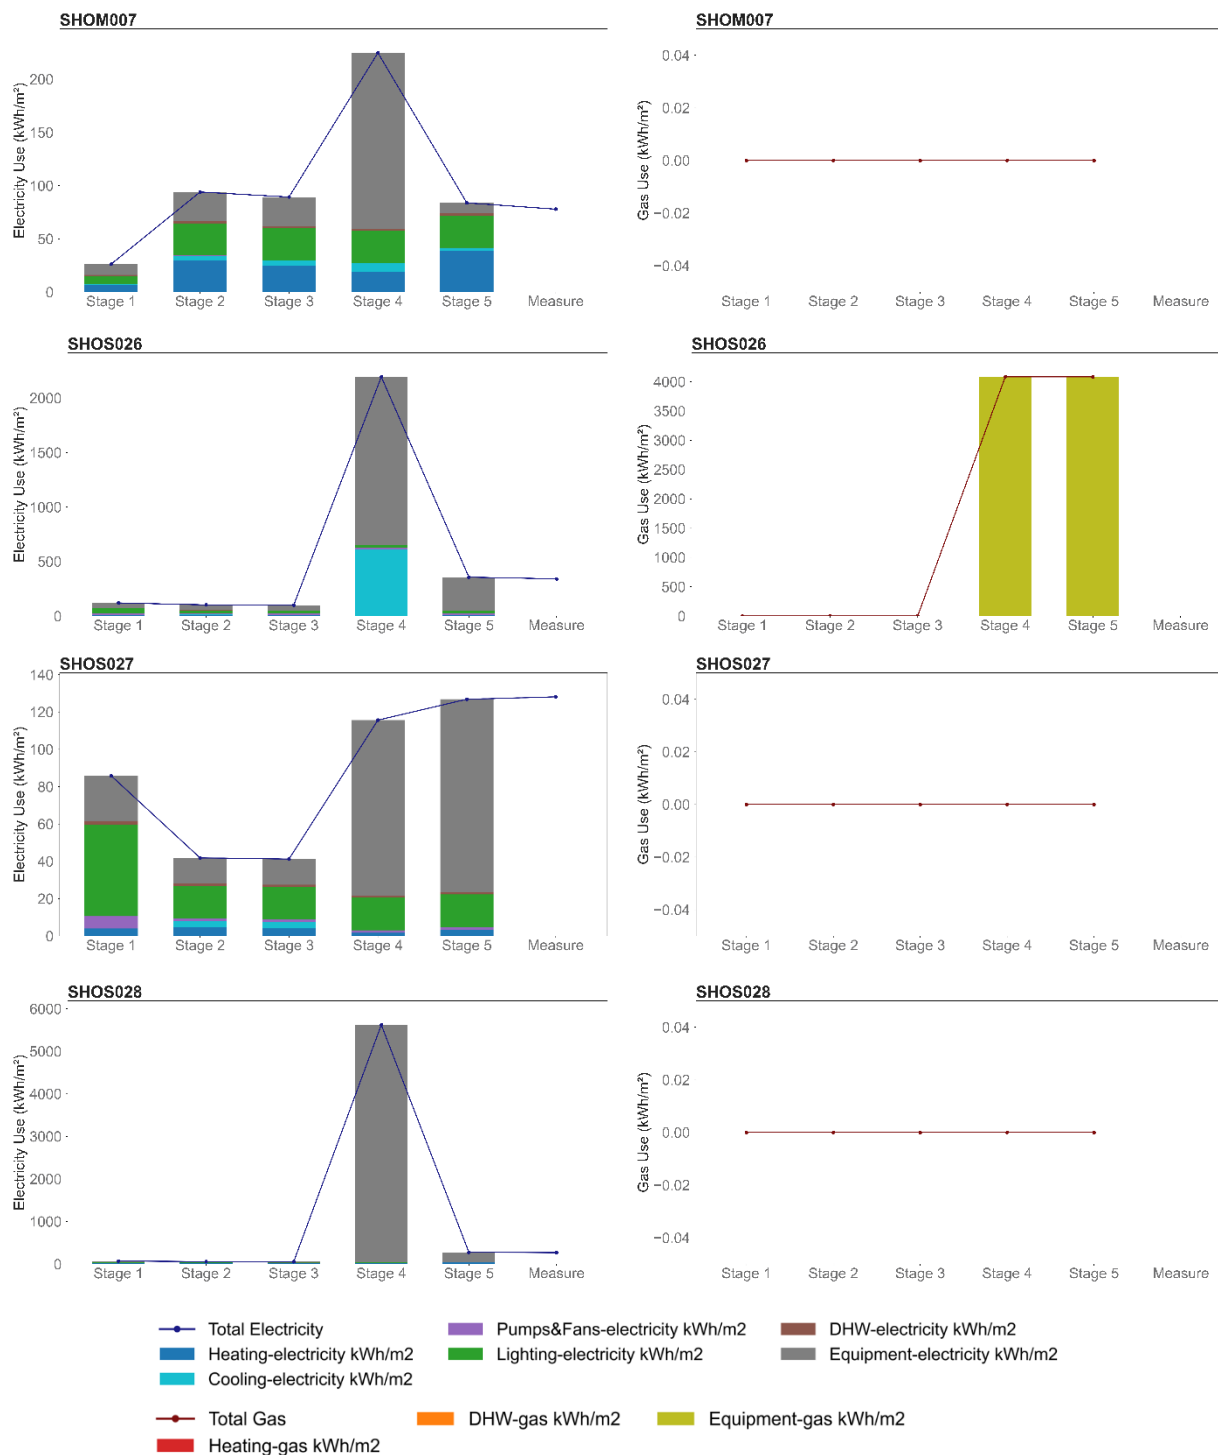 SHOM007
Electricity Use (kWh/m²)
200
150
100
50
0
Stage 1 Stage 2 Stage 3 Stage 4 Stage 5 Measure
SHOM007
Gas Use (kWh/m²)
0.04
0.02
0.00
−0.02
−0.04
Stage 1 Stage 2 Stage 3 Stage 4 Stage 5 Measure
SHOS026
Electricity Use (kWh/m²)
2000
1500
1000
500
0
Stage 1 Stage 2 Stage 3 Stage 4 Stage 5 Measure
SHOS026
Gas Use (kWh/m²)
4000
3500
3000
2500
2000
1500
1000
500
0
Stage 1 Stage 2 Stage 3 Stage 4 Stage 5 Measure
SHOS027
Electricity Use (kWh/m²)
140
120
100
80
60
40
20
0
Stage 1 Stage 2 Stage 3 Stage 4 Stage 5 Measure
SHOS027
Gas Use (kWh/m²)
0.04
0.02
0.00
−0.02
−0.04
Stage 1 Stage 2 Stage 3 Stage 4 Stage 5 Measure
SHOS028
Electricity Use (kWh/m²)
6000
5000
4000
3000
2000
1000
0
Stage 1 Stage 2 Stage 3 Stage 4 Stage 5 Measure
SHOS028
Gas Use (kWh/m²)
0.04
0.02
0.00
−0.02
−0.04
Stage 1 Stage 2 Stage 3 Stage 4 Stage 5 Measure
Total Electricity Pumps&Fans-electricity kWh/m2 DHW-electricity kWh/m2
Heating-electricity kWh/m2 Lighting-electricity kWh/m2 Equipment-electricity kWh/m2
Cooling-electricity kWh/m2
Total Gas DHW-gas kWh/m2 Equipment-gas kWh/m2
Heating-gas kWh/m2